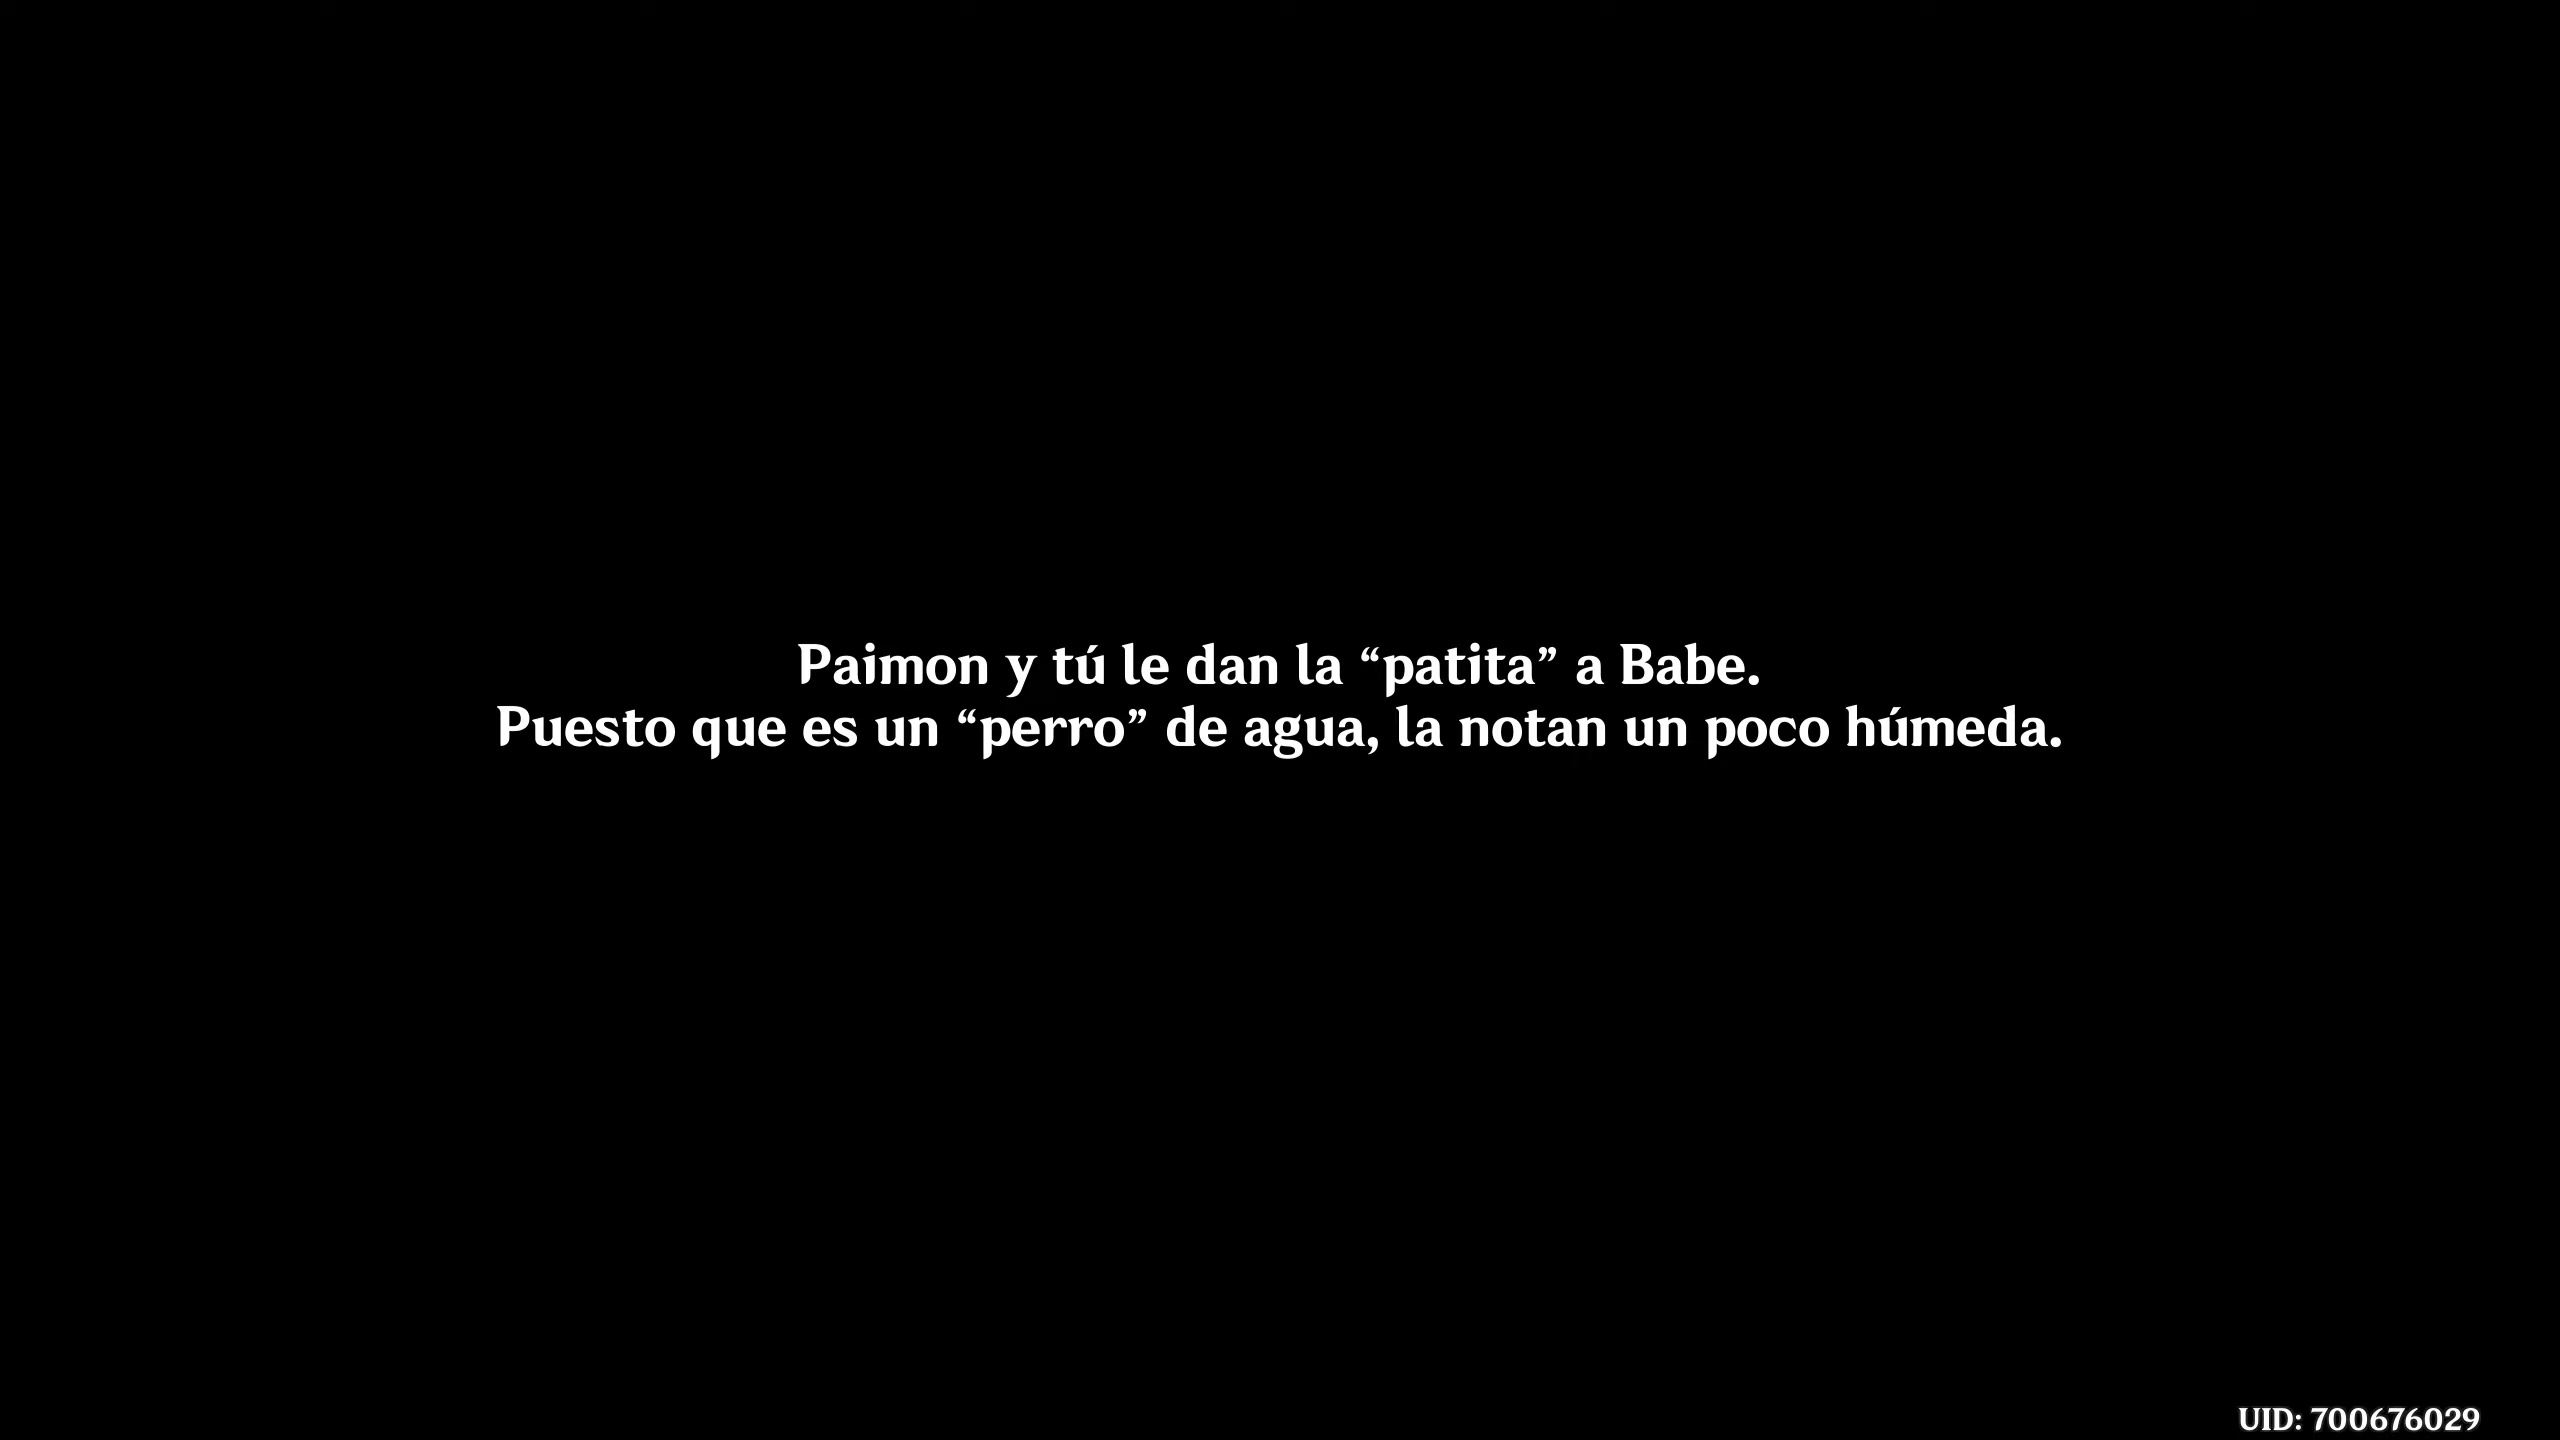 Paimon y tú le dan la “patita” a Babe.
Puesto que es un “perro” de agua, la notan un poco húmeda.
UID: 700676029